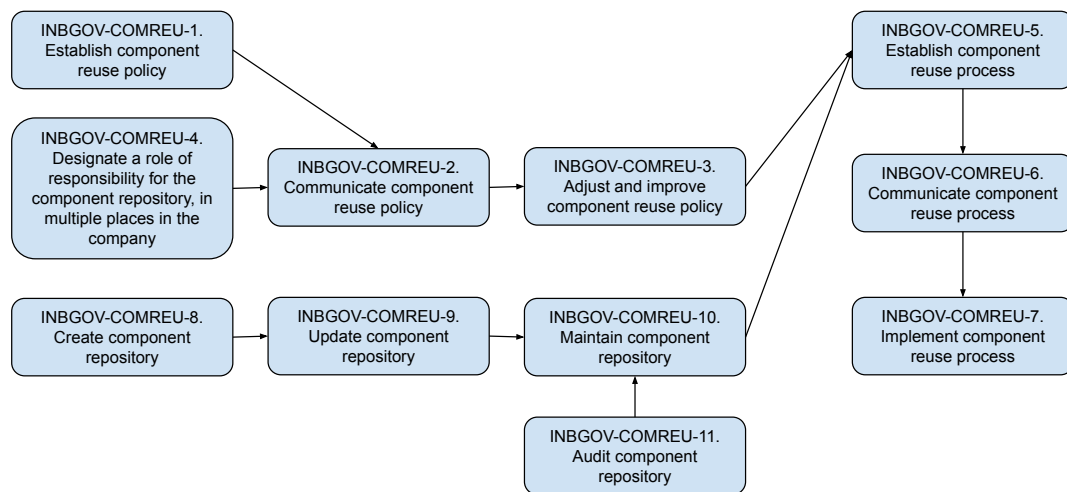 INBGOV-COMREU-1.
Establish component
reuse policy
INBGOV-COMREU-5.
Establish component
reuse process
INBGOV-COMREU-4.
Designate a role of
responsibility for the
component repository, in
multiple places in the
company
INBGOV-COMREU-2.
Communicate component
reuse policy
INBGOV-COMREU-3.
Adjust and improve
component reuse policy
INBGOV-COMREU-6.
Communicate component
reuse process
INBGOV-COMREU-8.
Create component
repository
INBGOV-COMREU-9.
Update component
repository
INBGOV-COMREU-10.
Maintain component
repository
INBGOV-COMREU-7.
Implement component
reuse process
INBGOV-COMREU-11.
Audit component
repository